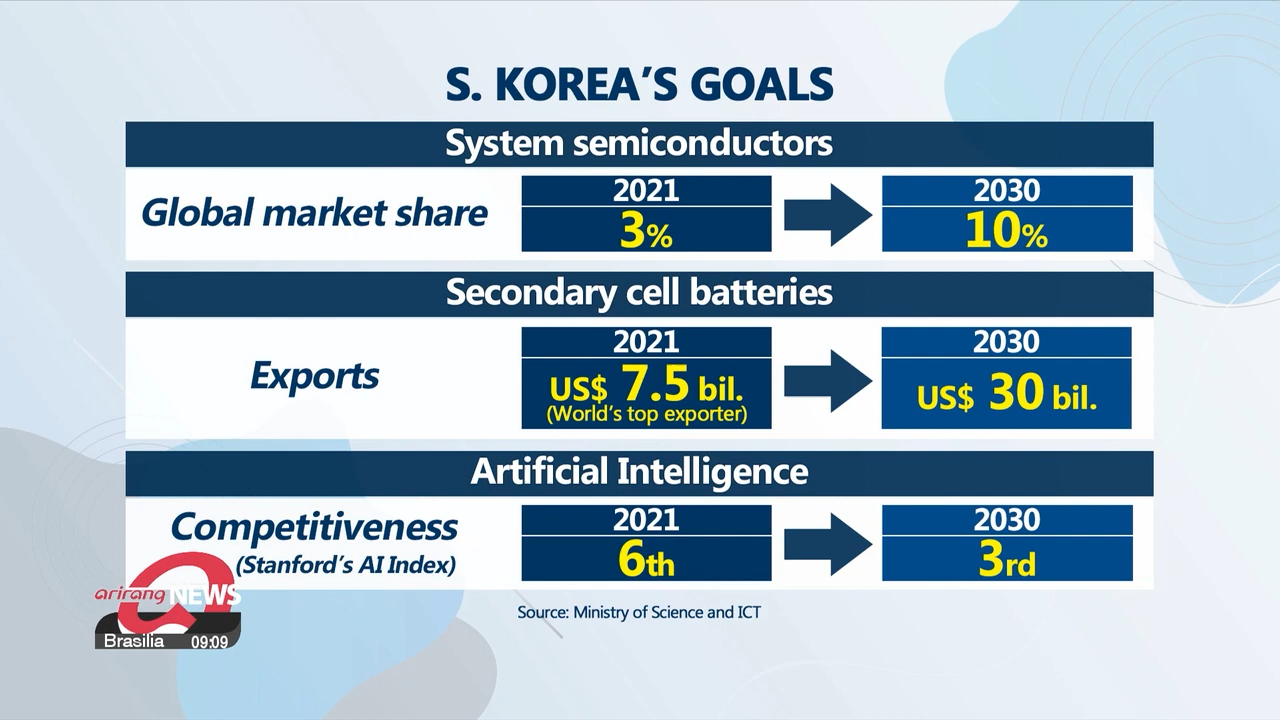 S. KOREA'S GOALS
System semiconductors
Global market share
2021
3%
2030
10%
Secondary cell batteries
Exports
2021
US$ 7.5 bil.
(World's top exporter)
2030
US$ 30 bil.
Artificial Intelligence
Competitiveness
(Stanford's AI Index)
2021
6th
2030
3rd
arirang NEWS
Brasilia 09:09
Source: Ministry of Science and ICT